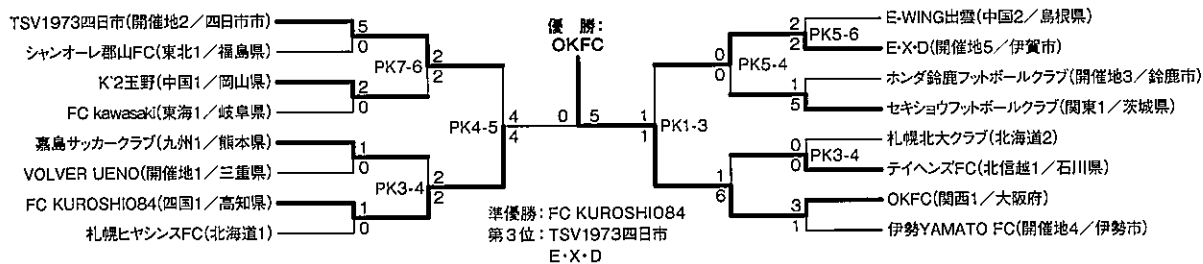 TSV1973四日市(開催地2／四日市市)
5
シャンオーレ郡山FC(東北1／福島県)
0
PK7-6
2
2
K'2玉野(中国1／岡山県)
2
FC kawasaki(東海1／岐阜県)
0
PK4-5
4
4
嘉島サッカークラブ(九州1／熊本県)
1
VOLVER UENO(開催地1／三重県)
0
PK3-4
2
2
FC KUROSHIO84(四国1／高知県)
1
札幌ヒヤシンスFC(北海道1)
0
優勝：
OKFC
0
5
準優勝：FC KUROSHIO84
第3位：TSV1973四日市
E･X･D
E-WING出雲(中国2／島根県)
2
PK5-6
2
E･X･D(開催地5／伊賀市)
0
PK5-4
0
ホンダ鈴鹿フットボールクラブ(開催地3／鈴鹿市)
1
5
セキショウフットボールクラブ(関東1／茨城県)
1
PK1-3
1
札幌北大クラブ(北海道2)
0
PK3-4
0
テイヘンズFC(北信越1／石川県)
1
6
OKFC(関西1／大阪府)
3
1
伊勢YAMATO FC(開催地4／伊勢市)